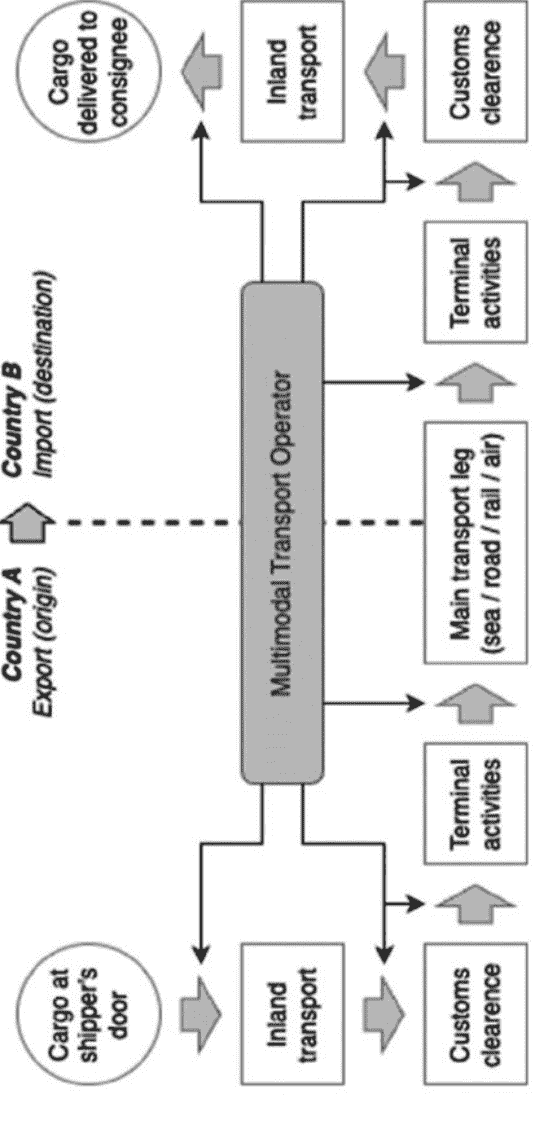 Country A
Export (origin)
Country B
Import (destination)
Cargo at
shipper's
door
Cargo
delivered to
consignee
Inland
transport
Multimodal Transport Operator
Inland
transport
Customs
clearence
Terminal
activities
Main transport leg
(sea / road / rail / air)
Terminal
activities
Customs
clearence